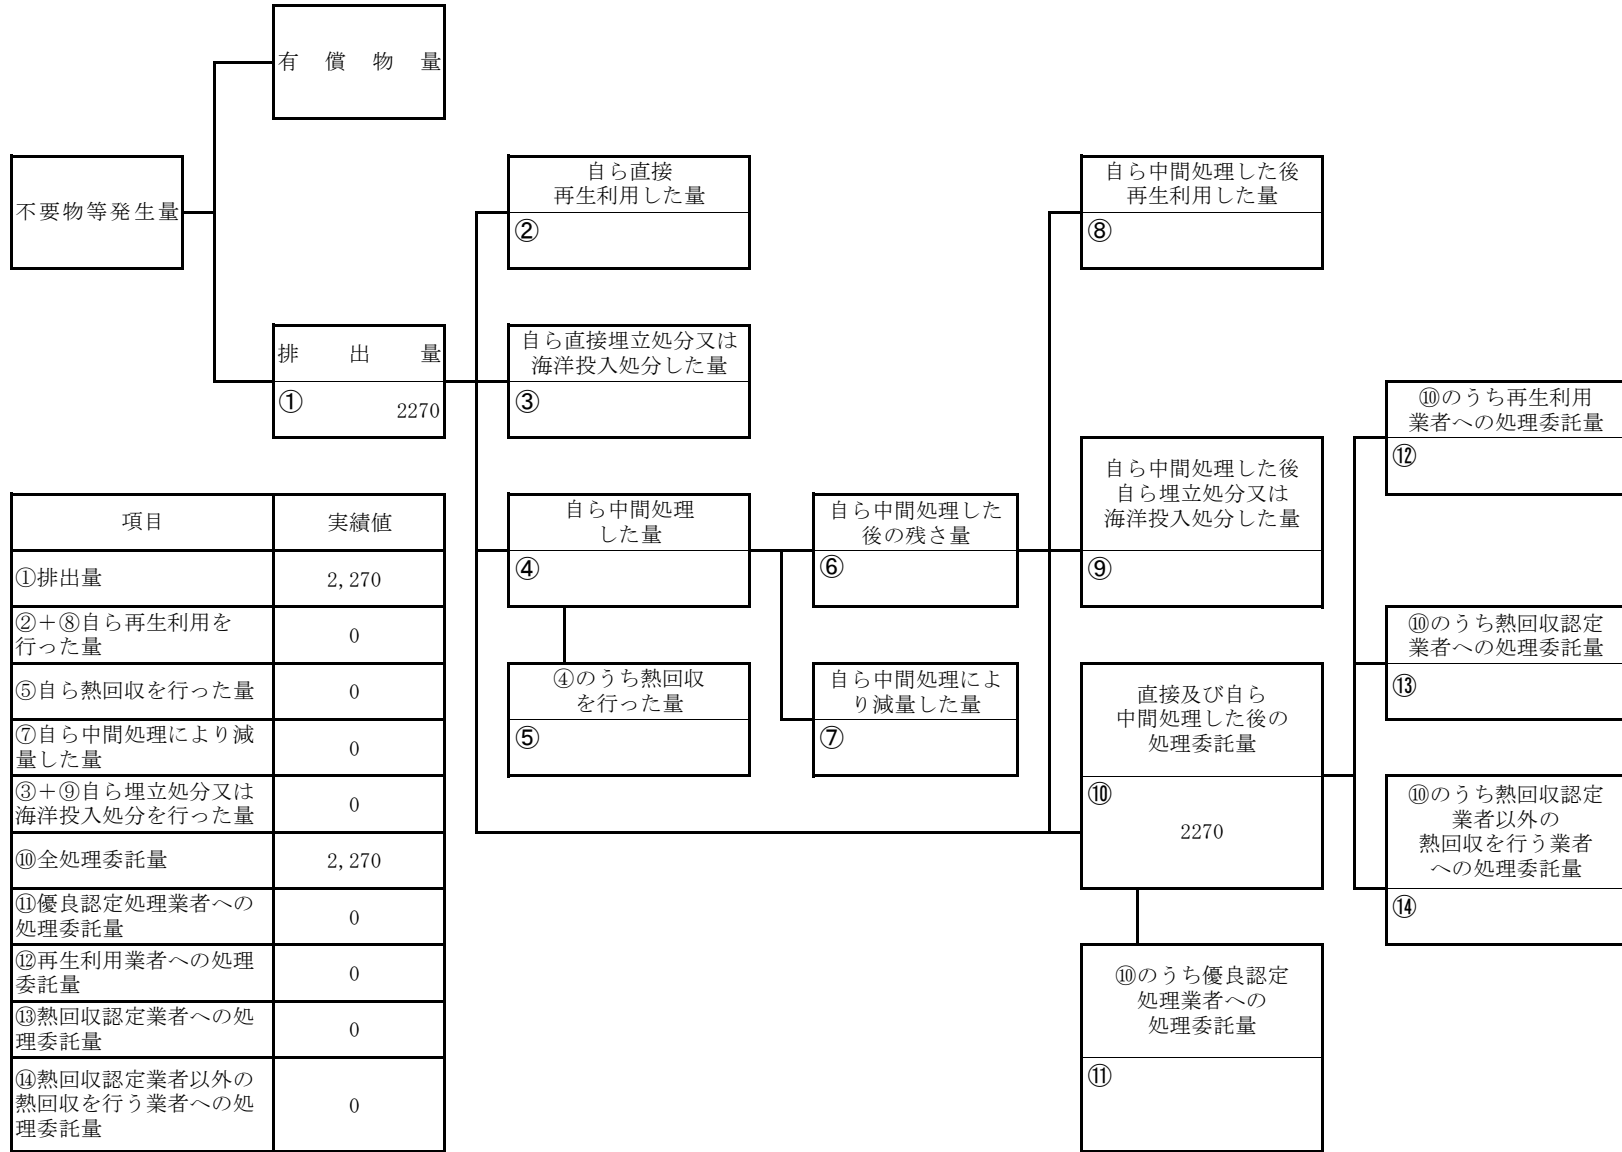 有償物量
不要物等発生量
排出量
①
2270
自ら直接
再生利用した量
②
自ら直接埋立処分又は
海洋投入処分した量
③
自ら中間処理
した量
④
④のうち熱回収
を行った量
⑤
自ら中間処理した
後の残さ量
⑥
自ら中間処理によ
り減量した量
⑦
自ら中間処理した後
再生利用した量
⑧
自ら中間処理した後
自ら埋立処分又は
海洋投入処分した量
⑨
直接及び自ら
中間処理した後の
処理委託量
⑩
2270
⑩のうち優良認定
処理業者への
処理委託量
⑪
⑩のうち再生利用
業者への処理委託量
⑫
⑩のうち熱回収認定
業者への処理委託量
⑬
⑩のうち熱回収認定
業者以外の
熱回収を行う業者
への処理委託量
⑭
項目 実績値
①排出量 2,270
②+⑧自ら再生利用を
行った量 0
⑤自ら熱回収を行った量 0
⑦自ら中間処理により減
量した量 0
③+⑨自ら埋立処分又は
海洋投入処分を行った量 0
⑩全処理委託量 2,270
⑪優良認定処理業者への
処理委託量 0
⑫再生利用業者への処理
委託量 0
⑬熱回収認定業者への処
理委託量 0
⑭熱回収認定業者以外の
熱回収を行う業者への処 0
理委託量